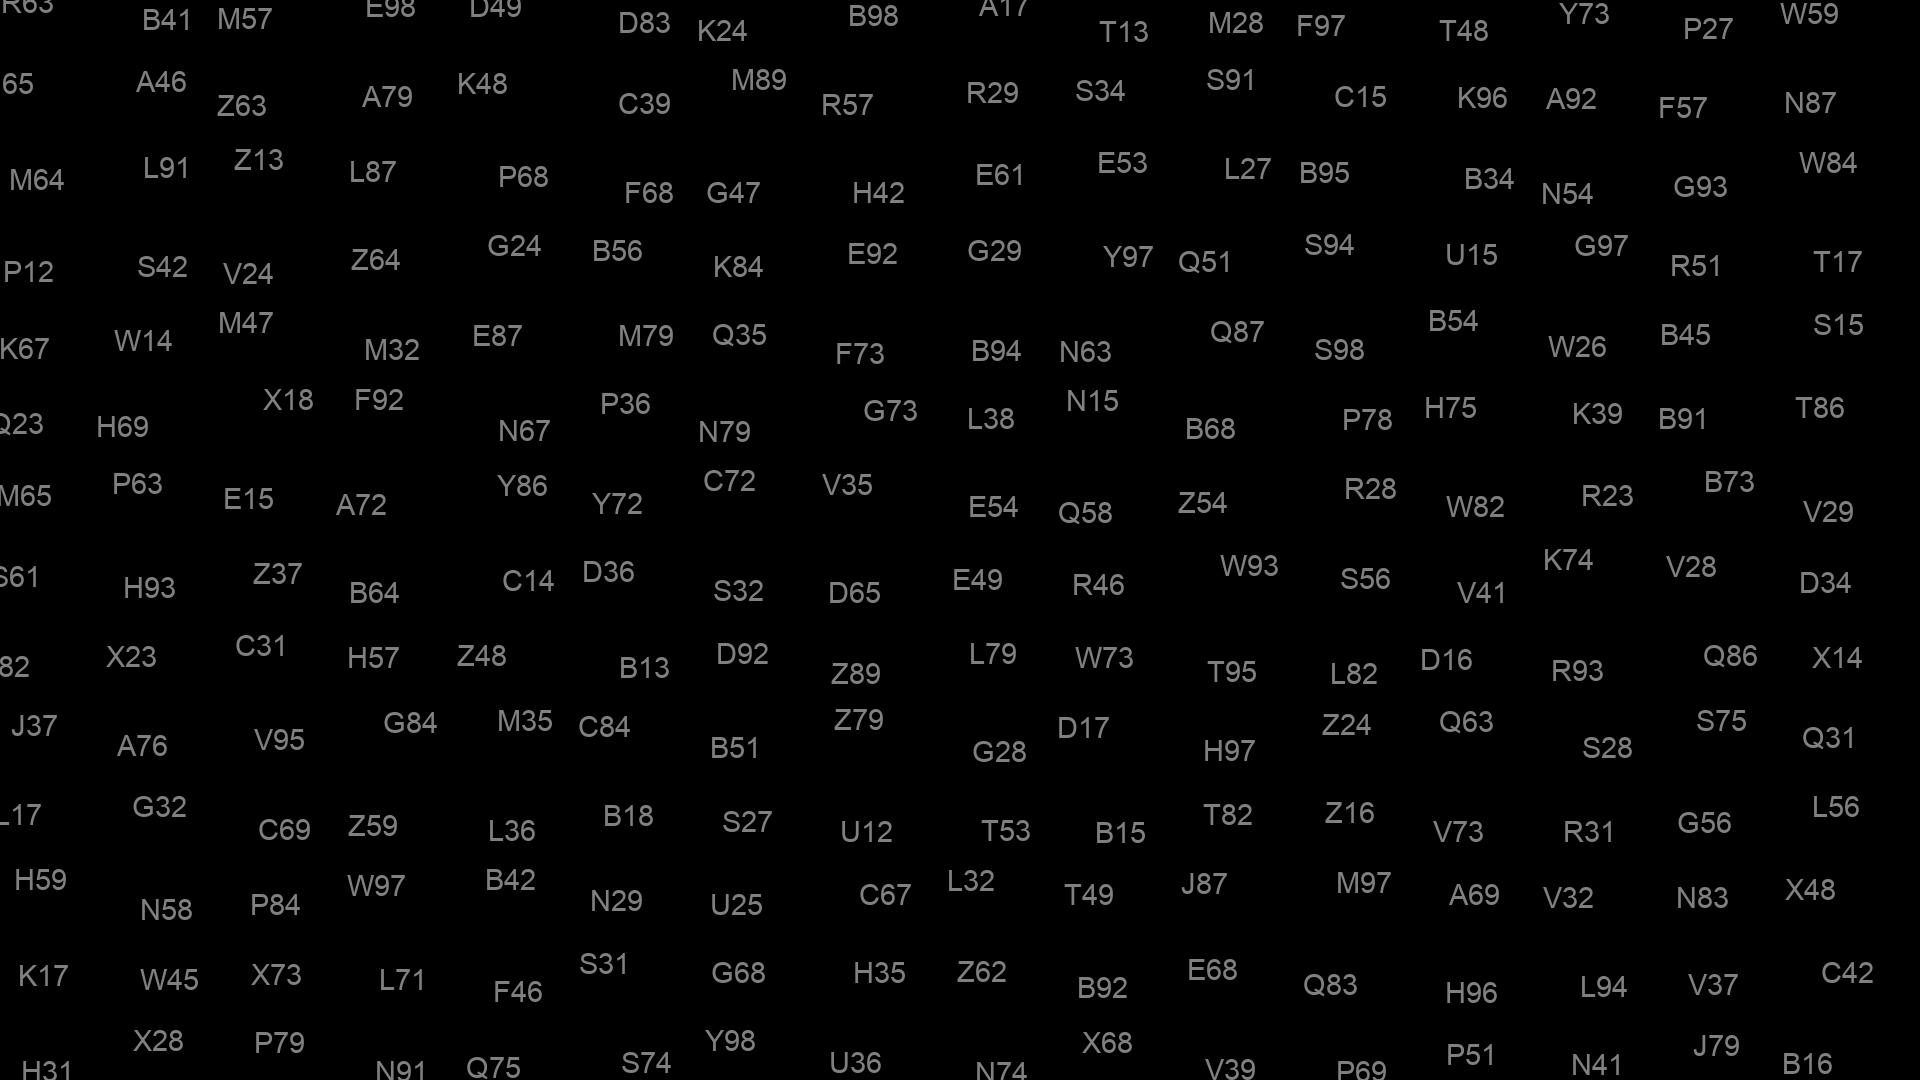 R63 B41 M57 E98 D49 D83 K24 B98 A17 T13 M28 F97 T48 Y73 P27 W59
65 A46 Z63 A79 K48 C39 M89 R57 R29 S34 S91 C15 K96 A92 F57 N87
M64 L91 Z13 L87 P68 F68 G47 H42 E61 E53 L27 B95 B34 N54 G93 W84
P12 S42 V24 Z64 G24 B56 K84 E92 G29 Y97 Q51 S94 U15 G97 R51 T17
K67 W14 M47 M32 E87 M79 Q35 F73 B94 N63 Q87 S98 B54 W26 B45 S15
Q23 H69 X18 F92 N67 P36 N79 G73 L38 N15 B68 P78 H75 K39 B91 T86
M65 P63 E15 A72 Y86 Y72 C72 V35 E54 Q58 Z54 R28 W82 R23 B73 V29
S61 H93 Z37 B64 C14 D36 S32 D65 E49 R46 W93 S56 V41 K74 V28 D34
82 X23 C31 H57 Z48 B13 D92 Z89 L79 W73 T95 L82 D16 R93 Q86 X14
J37 A76 V95 G84 M35 C84 B51 Z79 G28 D17 H97 Z24 Q63 S28 S75 Q31
L17 G32 C69 Z59 L36 B18 S27 U12 T53 B15 T82 Z16 V73 R31 G56 L56
H59 N58 P84 W97 B42 N29 U25 C67 L32 T49 J87 M97 A69 V32 N83 X48
K17 W45 X73 L71 F46 S31 G68 H35 Z62 B92 E68 Q83 H96 L94 V37 C42
H31 X28 P79 N91 Q75 S74 Y98 U36 N74 X68 V39 P69 P51 N41 J79 B16